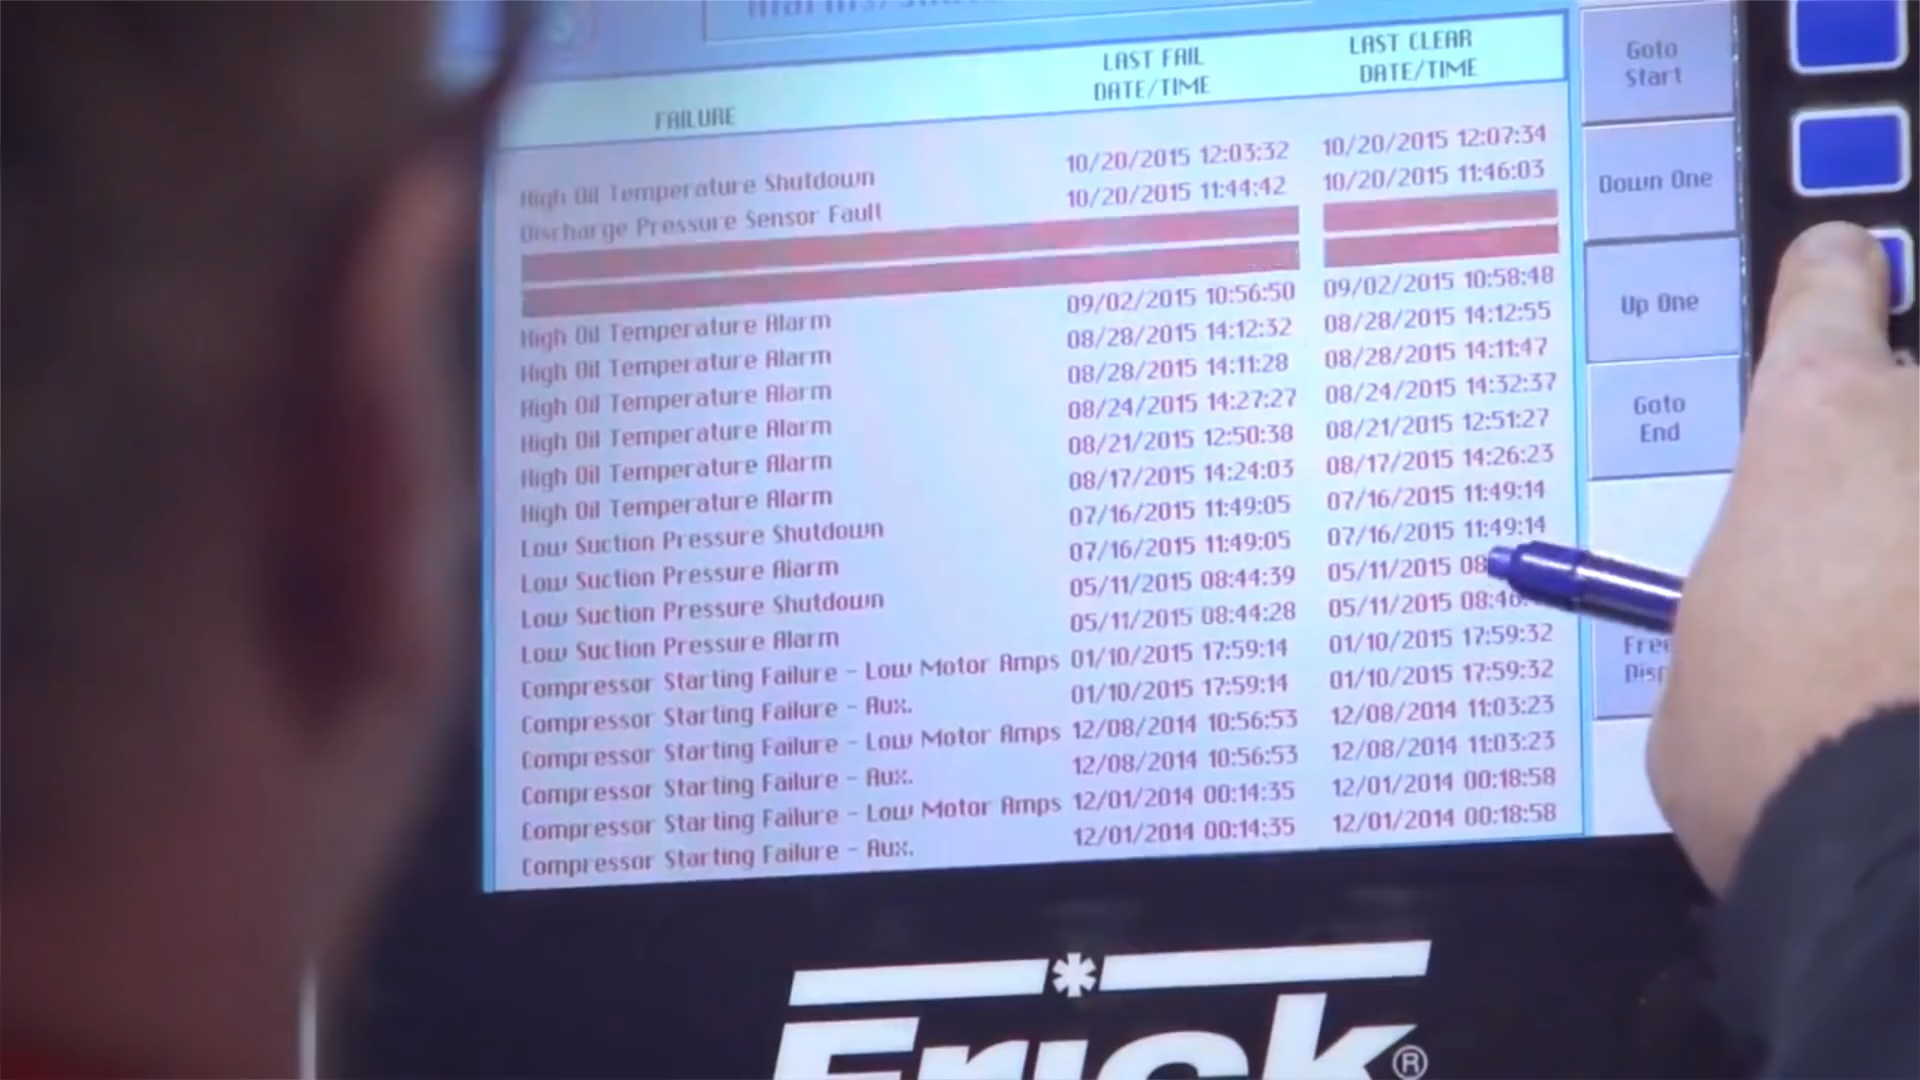 FAILURE LAST FAIL DATE/TIME LAST CLEAR DATE/TIME
High Oil Temperature Shutdown 10/20/2015 12:03:32 10/20/2015 12:07:34
Discharge Pressure Sensor Fault 10/20/2015 11:44:42 10/20/2015 11:46:03
High Oil Temperature Alarm 09/02/2015 10:56:50 09/02/2015 10:58:48
High Oil Temperature Alarm 08/28/2015 14:12:32 08/28/2015 14:12:55
High Oil Temperature Alarm 08/28/2015 14:11:28 08/28/2015 14:11:47
High Oil Temperature Alarm 08/24/2015 14:27:27 08/24/2015 14:32:37
High Oil Temperature Alarm 08/21/2015 12:50:38 08/21/2015 12:51:27
High Oil Temperature Alarm 08/17/2015 14:24:03 08/17/2015 14:26:23
Low Suction Pressure Shutdown 07/16/2015 11:49:05 07/16/2015 11:49:14
Low Suction Pressure Alarm 07/16/2015 11:49:05 07/16/2015 11:49:14
Low Suction Pressure Shutdown 05/11/2015 08:44:39 05/11/2015 08
Low Suction Pressure Alarm 05/11/2015 08:44:28 05/11/2015 08:46
Compressor Starting Failure - Low Motor Amps 01/10/2015 17:59:14 01/10/2015 17:59:32
Compressor Starting Failure - Aux. 01/10/2015 17:59:14 01/10/2015 17:59:32
Compressor Starting Failure - Low Motor Amps 12/08/2014 10:56:53 12/08/2014 11:03:23
Compressor Starting Failure - Aux. 12/08/2014 10:56:53 12/08/2014 11:03:23
Compressor Starting Failure - Low Motor Amps 12/01/2014 00:14:35 12/01/2014 00:18:58
Compressor Starting Failure - Aux. 12/01/2014 00:14:35 12/01/2014 00:18:58
Goto
Start
Down One
Up One
Goto
End
Frick®